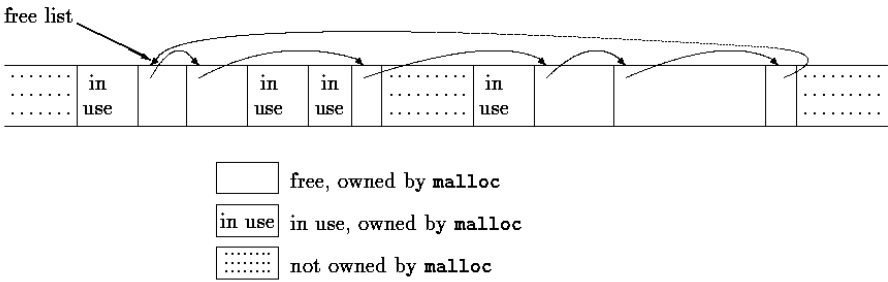 free list
in
use
in
use
in
use
in
use
free, owned by malloc
in use
in use, owned by malloc
not owned by malloc